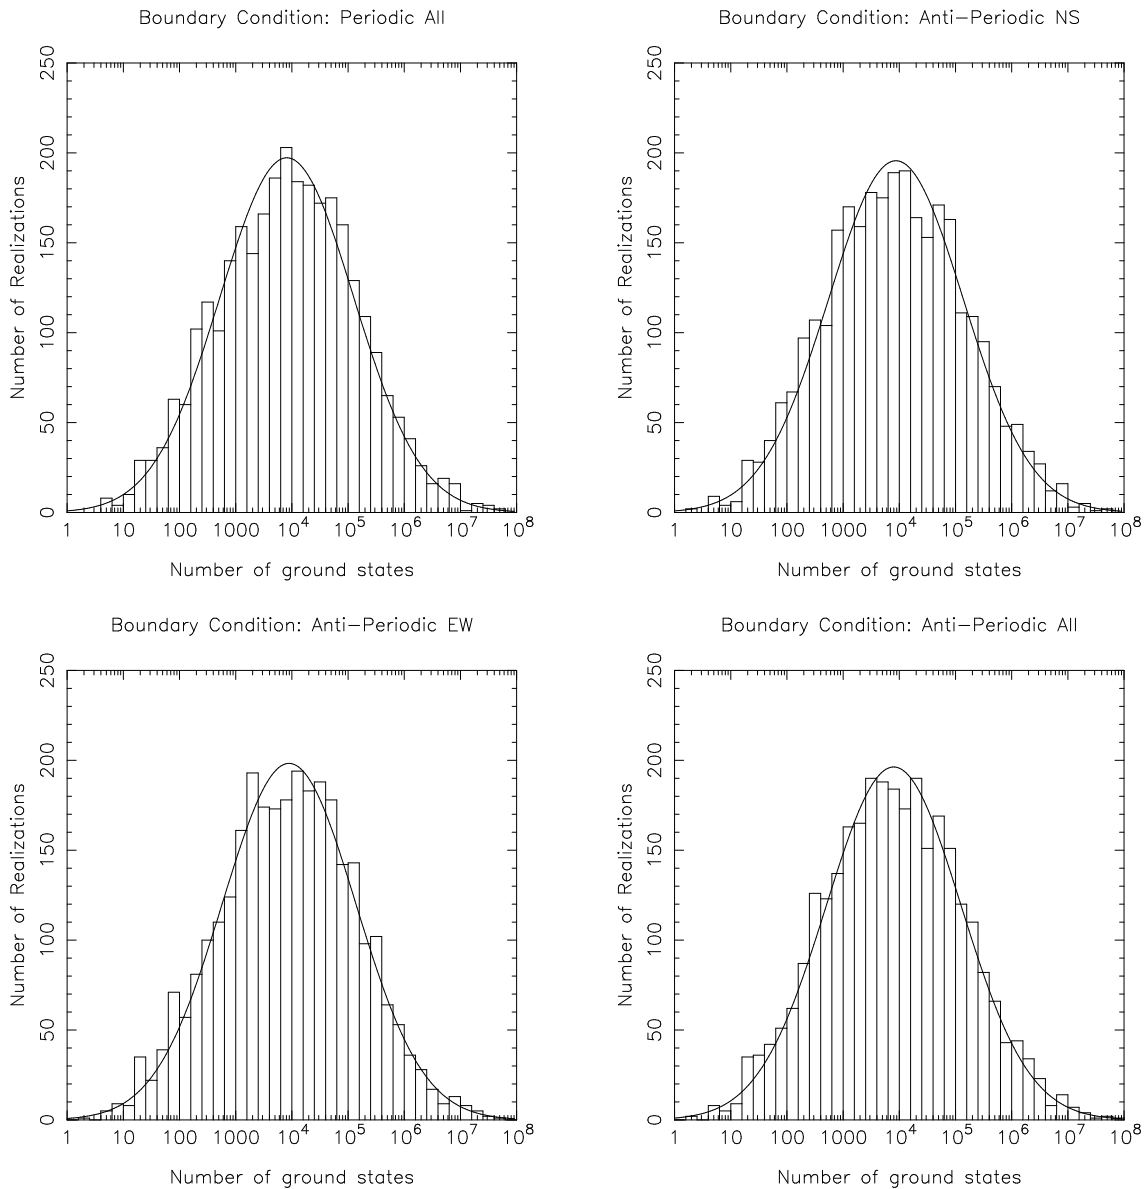 Boundary Condition: Periodic All
250
200
150
100
50
0
Number of Realizations
1 10 100 1000 10^4 10^5 10^6 10^7 10^8
Number of ground states
Boundary Condition: Anti-Periodic NS
250
200
150
100
50
0
Number of Realizations
1 10 100 1000 10^4 10^5 10^6 10^7 10^8
Number of ground states
Boundary Condition: Anti-Periodic EW
250
200
150
100
50
0
Number of Realizations
1 10 100 1000 10^4 10^5 10^6 10^7 10^8
Number of ground states
Boundary Condition: Anti-Periodic All
250
200
150
100
50
0
Number of Realizations
1 10 100 1000 10^4 10^5 10^6 10^7 10^8
Number of ground states